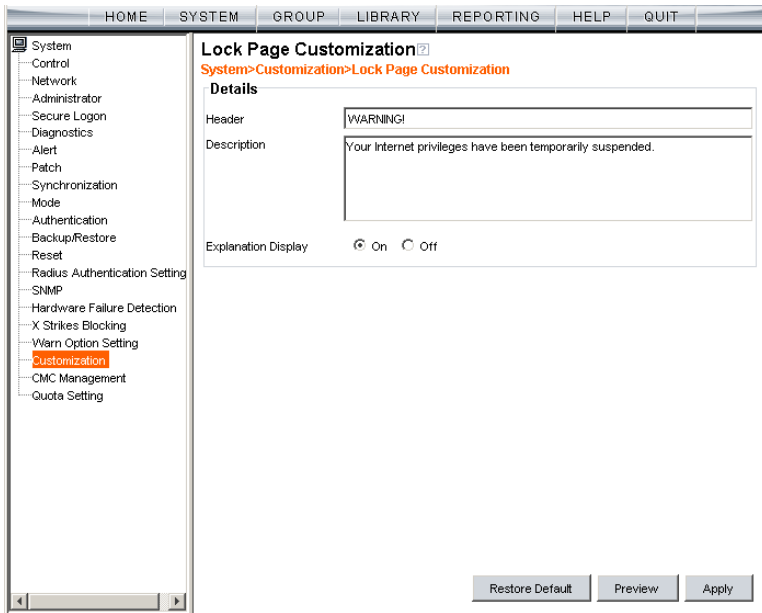 HOME SYSTEM GROUP LIBRARY REPORTING HELP QUIT
System
Control
Network
Administrator
Secure Logon
Diagnostics
Alert
Patch
Synchronization
Mode
Authentication
Backup/Restore
Reset
Radius Authentication Setting
SNMP
Hardware Failure Detection
X Strikes Blocking
Warn Option Setting
Customization
CMC Management
Quota Setting
Lock Page Customization ?
System>Customization>Lock Page Customization
Details
Header WARNING!
Description Your Internet privileges have been temporarily suspended.
Explanation Display On Off
Restore Default Preview Apply